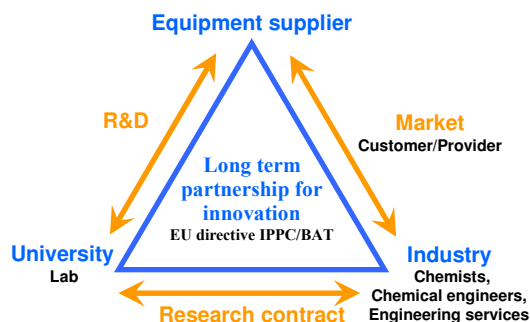 Equipment supplier
R&D
Market
Customer/Provider
Long term
partnership for
innovation
EU directive IPPC/BAT
University
Lab
Industry
Chemists,
Chemical engineers,
Engineering services
Research contract